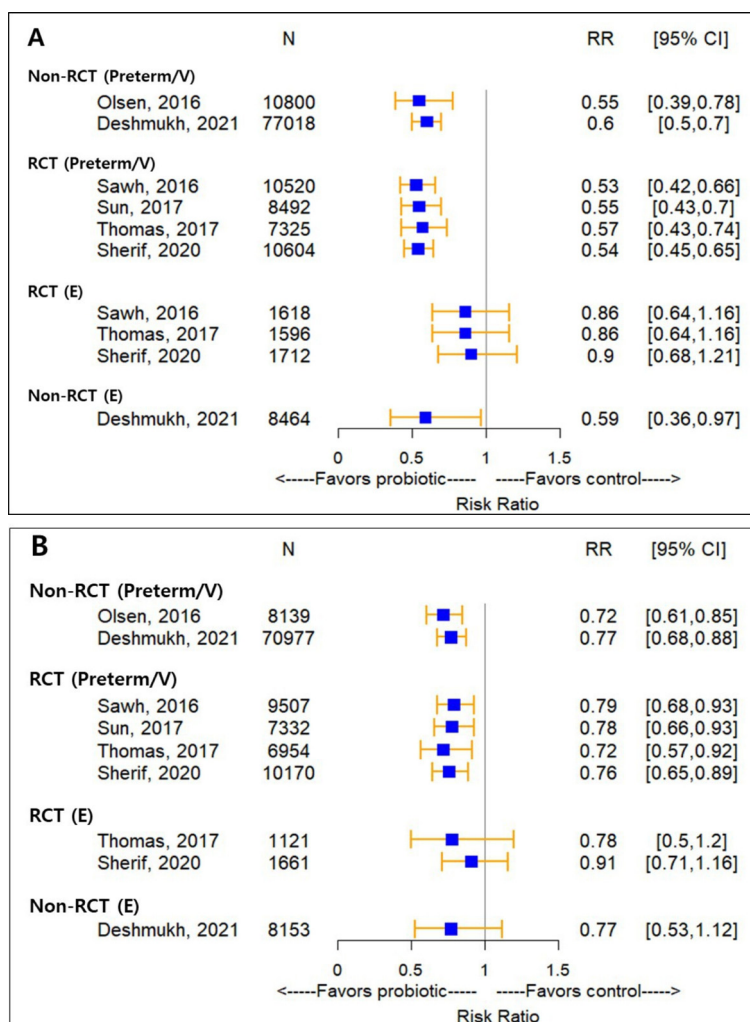 A N RR [95% CI]
Non-RCT (Preterm/V)
Olsen, 2016 10800 0.55 [0.39,0.78]
Deshmukh, 2021 77018 0.6 [0.5,0.7]
RCT (Preterm/V)
Sawh, 2016 10520 0.53 [0.42,0.66]
Sun, 2017 8492 0.55 [0.43,0.7]
Thomas, 2017 7325 0.57 [0.43,0.74]
Sherif, 2020 10604 0.54 [0.45,0.65]
RCT (E)
Sawh, 2016 1618 0.86 [0.64,1.16]
Thomas, 2017 1596 0.86 [0.64,1.16]
Sherif, 2020 1712 0.9 [0.68,1.21]
Non-RCT (E)
Deshmukh, 2021 8464 0.59 [0.36,0.97]
0 0.5 1 1.5
<-----Favors probiotic----- -----Favors control----->
Risk Ratio
B N RR [95% CI]
Non-RCT (Preterm/V)
Olsen, 2016 8139 0.72 [0.61,0.85]
Deshmukh, 2021 70977 0.77 [0.68,0.88]
RCT (Preterm/V)
Sawh, 2016 9507 0.79 [0.68,0.93]
Sun, 2017 7332 0.78 [0.66,0.93]
Thomas, 2017 6954 0.72 [0.57,0.92]
Sherif, 2020 10170 0.76 [0.65,0.89]
RCT (E)
Thomas, 2017 1121 0.78 [0.5,1.2]
Sherif, 2020 1661 0.91 [0.71,1.16]
Non-RCT (E)
Deshmukh, 2021 8153 0.77 [0.53,1.12]
0 0.5 1 1.5
<-----Favors probiotic----- -----Favors control----->
Risk Ratio